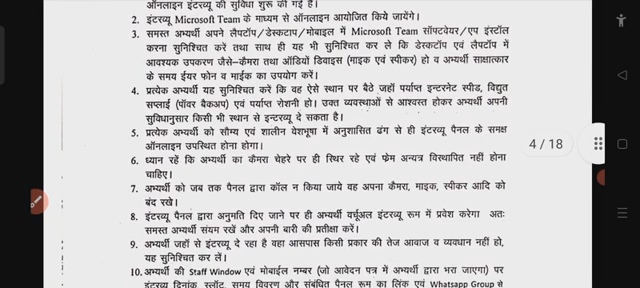 ऑनलाइन इंटरव्यू की सुविधा शुरू की गई है।
2. इंटरव्यू Microsoft Team के माध्यम से ऑनलाइन आयोजित किये जायेंगे।
3. समस्त अभ्यर्थी अपने लैपटॉप/डेस्कटाप/मोबाइल में Microsoft Team सॉफ्टवेयर/एप इंस्टॉल
करना सुनिश्चित करें तथा साथ ही यह भी सुनिश्चित कर ले कि डेस्कटॉप एवं लैपटॉप में
आवश्यक उपकरण जैसे–कैमरा तथा ऑडियों डिवाइस (माइक एवं स्पीकर) हो व अभ्यर्थी साक्षात्कार
के समय ईयर फोन व माईक का उपयोग करें।
4. प्रत्येक अभ्यर्थी यह सुनिश्चित करें कि वह ऐसे स्थान पर बैठे जहाँ पर्याप्त इन्टरनेट स्पीड, विद्युत
सप्लाई (पॉवर बैकअप) एवं पर्याप्त रोशनी हो। उक्त व्यवस्थाओं से आश्वस्त होकर अभ्यर्थी अपनी
सुविधानुसार किसी भी स्थान से इन्टरव्यू दे सकता है।
5. प्रत्येक अभ्यर्थी को सौम्य एवं शालीन वेशभूषा में अनुशासित ढंग से ही इंटरव्यू पैनल के समक्ष
ऑनलाइन उपस्थित होना होगा।
4 / 18
6. ध्यान रहें कि अभ्यर्थी का कैमरा चेहरे पर ही स्थिर रहे एवं फ्रेम अन्यत्र विस्थापित नहीं होना
चाहिए।
7. अभ्यर्थी को जब तक पैनल द्वारा कॉल न किया जाये वह अपना कैमरा, माइक, स्पीकर आदि को
बंद रखे।
8. इंटरव्यू पैनल द्वारा अनुमति दिए जाने पर ही अभ्यर्थी वर्चूअल इंटरव्यू रूम में प्रवेश करेगा अतः
समस्त अभ्यर्थी संयम रखें और अपनी बारी की प्रतीक्षा करें।
9. अभ्यर्थी जहाँ से इंटरव्यू दे रहा है वहा आसपास किसी प्रकार की तेज आवाज व व्यवधान नहीं हो,
यह सुनिश्चित कर लें।
10. अभ्यर्थी की Staff Window एवं मोबाईल नम्बर (जो आवेदन पत्र में अभ्यर्थी द्वारा भरा जाएगा) पर
इंटरव्यू दिनांक, स्लॉट, समय विवरण और संबंधित पैनल रूम का लिंक एवं Whatsapp Group से